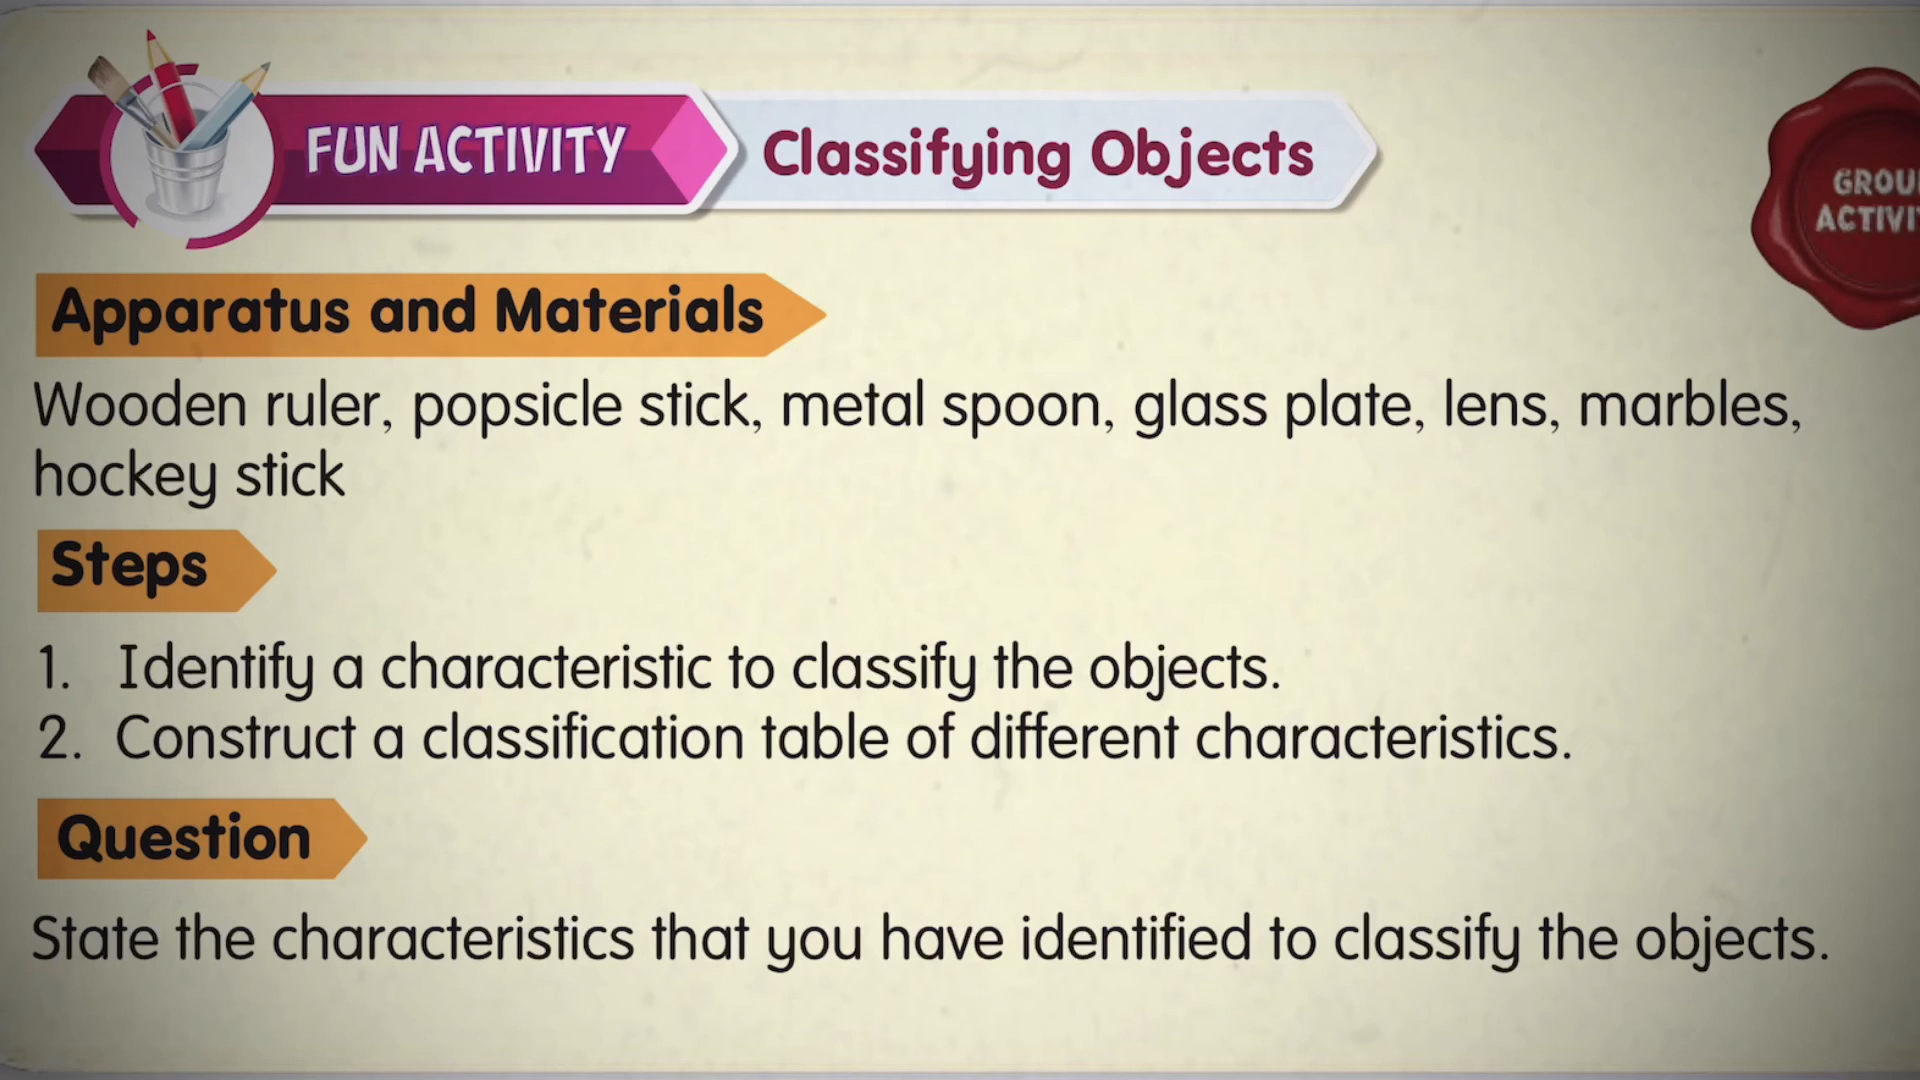 FUN ACTIVITY Classifying Objects
GROU
ACTIVI
Apparatus and Materials
Wooden ruler, popsicle stick, metal spoon, glass plate, lens, marbles,
hockey stick
Steps
1. Identify a characteristic to classify the objects.
2. Construct a classification table of different characteristics.
Question
State the characteristics that you have identified to classify the objects.